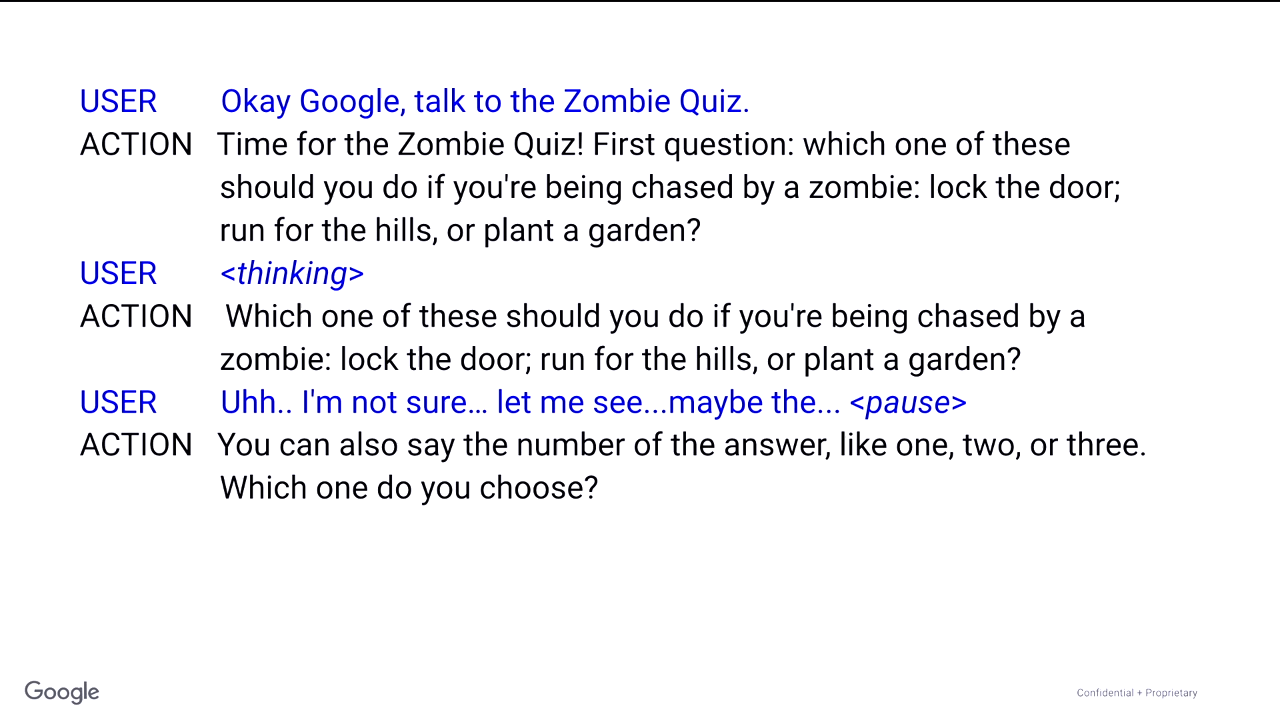 USER Okay Google, talk to the Zombie Quiz.
ACTION Time for the Zombie Quiz! First question: which one of these
should you do if you're being chased by a zombie: lock the door;
run for the hills, or plant a garden?
USER <thinking>
ACTION Which one of these should you do if you're being chased by a
zombie: lock the door; run for the hills, or plant a garden?
USER Uhh.. I'm not sure… let me see...maybe the... <pause>
ACTION You can also say the number of the answer, like one, two, or three.
Which one do you choose?
Google
Confidential + Proprietary